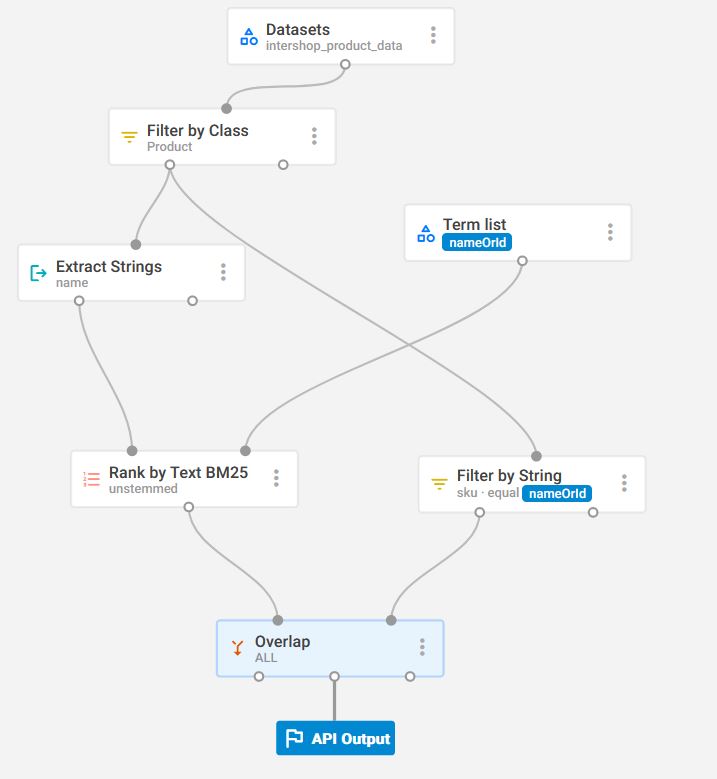 Datasets
intershop_product_data
Filter by Class
Product
Term list
nameOrId
Extract Strings
name
Rank by Text BM25
unstemmed
Filter by String
sku · equal nameOrId
Overlap
ALL
API Output